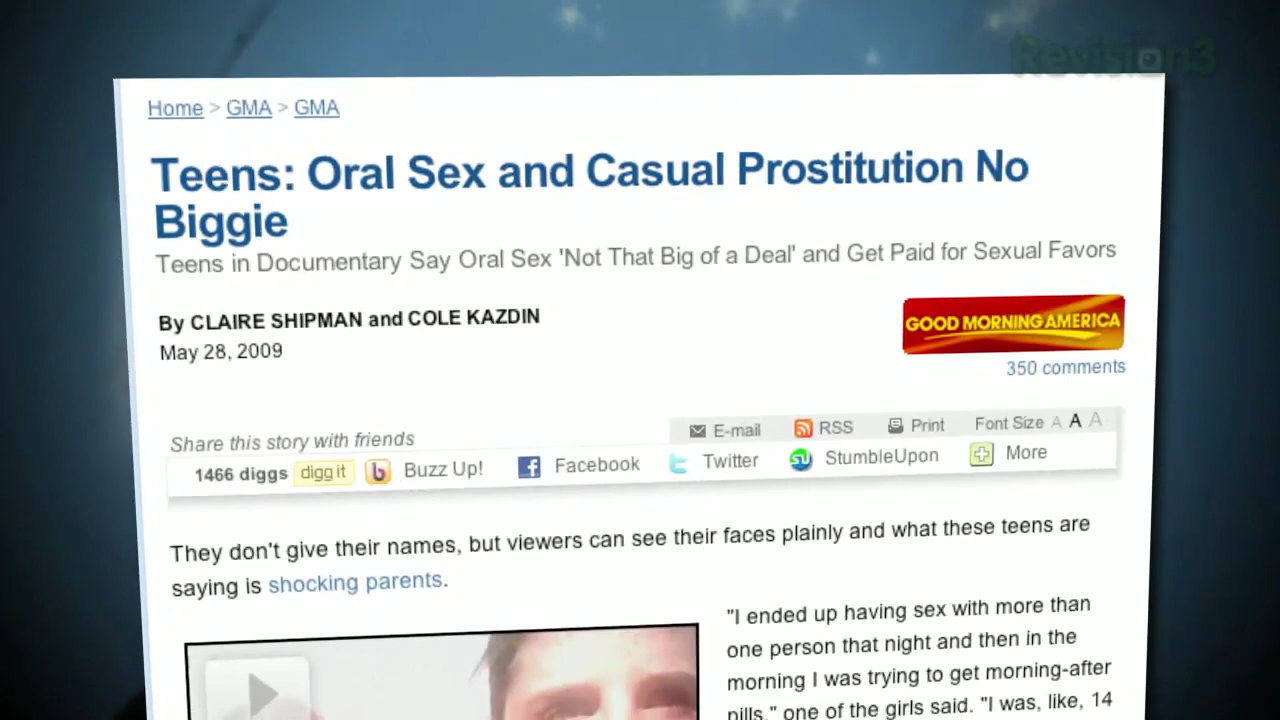 Revision3
Home > GMA > GMA
Teens: Oral Sex and Casual Prostitution No
Biggie
Teens in Documentary Say Oral Sex 'Not That Big of a Deal' and Get Paid for Sexual Favors
By CLAIRE SHIPMAN and COLE KAZDIN
May 28, 2009
GOOD MORNING AMERICA
350 comments
Share this story with friends
E-mail RSS Print Font Size A A A
1466 diggs digg it Buzz Up! Facebook Twitter StumbleUpon More
They don't give their names, but viewers can see their faces plainly and what these teens are
saying is shocking parents.
"I ended up having sex with more than
one person that night and then in the
morning I was trying to get morning-after
pills," one of the girls said. "I was, like, 14